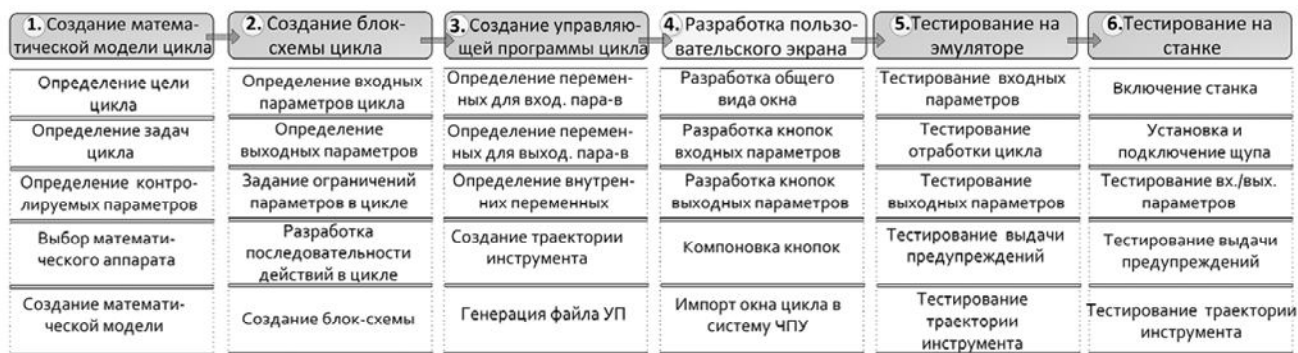 1. Создание матема-
тической модели цикла
2. Создание блок-
схемы цикла
3. Создание управляю-
щей программы цикла
4. Разработка пользо-
вательского экрана
5. Тестирование на
эмуляторе
6. Тестирование на
станке
Определение цели
цикла
Определение входных
параметров цикла
Определение перемен-
ных для вход. пара-в
Разработка общего
вида окна
Тестирование входных
параметров
Включение станка
Определение задач
цикла
Определение
выходных параметров
Определение перемен-
ных для выход. пара-в
Разработка кнопок
входных параметров
Тестирование
отработки цикла
Установка и
подключение щупа
Определение контро-
лируемых параметров
Задание ограничений
параметров в цикле
Определение внутрен-
них переменных
Разработка кнопок
выходных параметров
Тестирование
выходных параметров
Тестирование вх./вых.
параметров
Выбор математи-
ческого аппарата
Разработка
последовательности
действий в цикле
Создание траектории
инструмента
Компоновка кнопок
Тестирование выдачи
предупреждений
Тестирование выдачи
предупреждений
Создание математи-
ческой модели
Создание блок-схемы
Генерация файла УП
Импорт окна цикла в
систему ЧПУ
Тестирование
траектории
инструмента
Тестирование траектории
инструмента